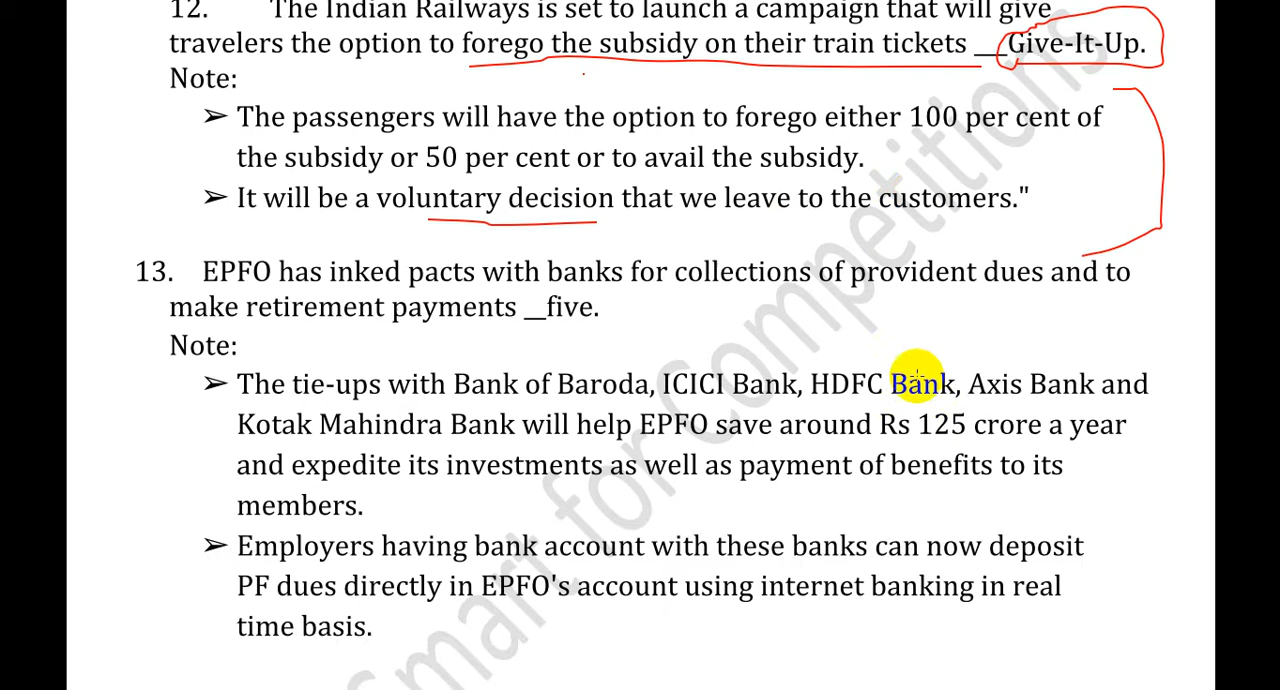 12. The Indian Railways is set to launch a campaign that will give
travelers the option to forego the subsidy on their train tickets __Give-It-Up.
Note:
➢ The passengers will have the option to forego either 100 per cent of
the subsidy or 50 per cent or to avail the subsidy.
➢ It will be a voluntary decision that we leave to the customers."
13. EPFO has inked pacts with banks for collections of provident dues and to
make retirement payments __five.
Note:
➢ The tie-ups with Bank of Baroda, ICICI Bank, HDFC Bank, Axis Bank and
Kotak Mahindra Bank will help EPFO save around Rs 125 crore a year
and expedite its investments as well as payment of benefits to its
members.
➢ Employers having bank account with these banks can now deposit
PF dues directly in EPFO's account using internet banking in real
time basis.
Smart for Competitions